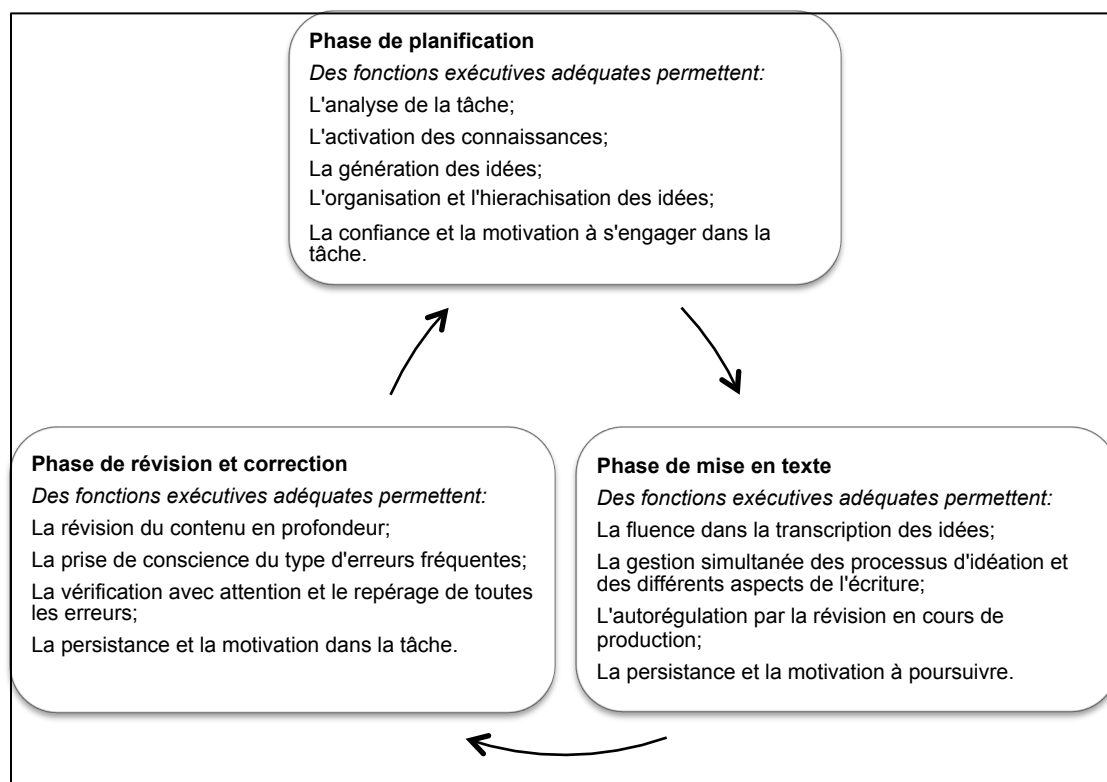 Phase de planification
Des fonctions exécutives adéquates permettent:
L'analyse de la tâche;
L'activation des connaissances;
La génération des idées;
L'organisation et l'hierachisation des idées;
La confiance et la motivation à s'engager dans la
tâche.
Phase de révision et correction
Des fonctions exécutives adéquates permettent:
La révision du contenu en profondeur;
La prise de conscience du type d'erreurs fréquentes;
La vérification avec attention et le repérage de toutes
les erreurs;
La persistance et la motivation dans la tâche.
Phase de mise en texte
Des fonctions exécutives adéquates permettent:
La fluence dans la transcription des idées;
La gestion simultanée des processus d'idéation et
des différents aspects de l'écriture;
L'autorégulation par la révision en cours de
production;
La persistance et la motivation à poursuivre.